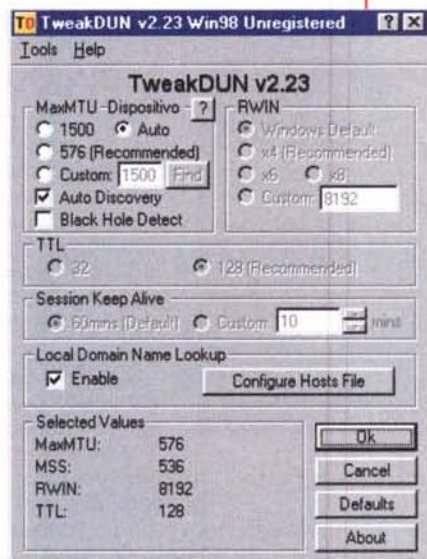 TD TweakDUN v2.23 Win98 Unregistered ? X
Tools Help
TweakDUN v2.23
MaxMTU - Dispositivo ?
1500 Auto
576 (Recommended)
Custom: 1500 Find
Auto Discovery
Black Hole Detect
RWIN
Windows Default
x4 (Recommended)
x6 x8
Custom: 8192
TTL
32 128 (Recommended)
Session Keep Alive
60mins (Default) Custom: 10 mins
Local Domain Name Lookup
Enable Configure Hosts File
Selected Values
MaxMTU: 576
MSS: 536
RWIN: 8192
TTL: 128
Ok
Cancel
Defaults
About